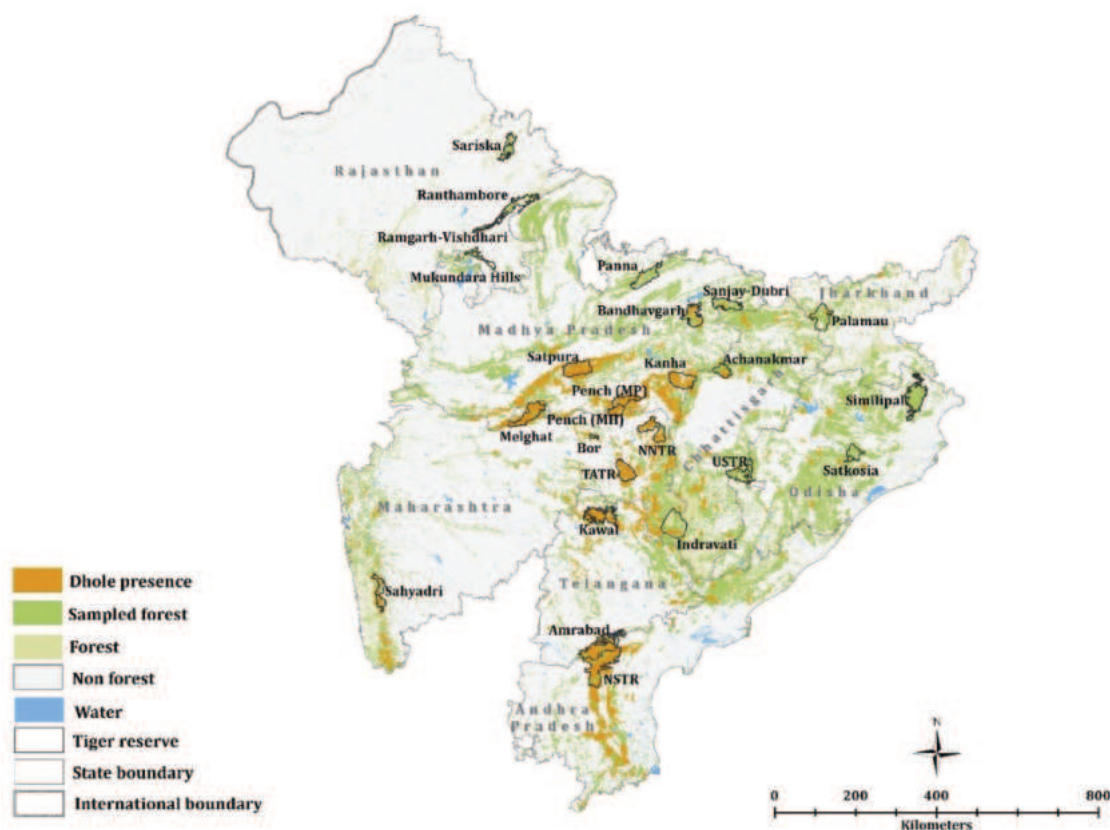 Sariska
Rajasthan
Ranthambore
Ramgarh-Vishdhari
Mukundara Hills
Panna
Sanjay-Dubri
Jharkhand
Bandhavgarh
Palamau
Madhya Pradesh
Satpura
Kanha
Achanakmar
Pench (MP)
Similipal
Pench (MH)
Chhattisgarh
Melghat
Bor
NNTR
USTR
Satkosia
TATR
Odisha
Maharashtra
Kawal
Indravati
Dhole presence
Telangana
Sahyadri
Sampled forest
Amrabad
Forest
Non forest
NSTR
Water
Andhra
Pradesh
Tiger reserve
N
State boundary
International boundary
0 200 400 800
Kilometers